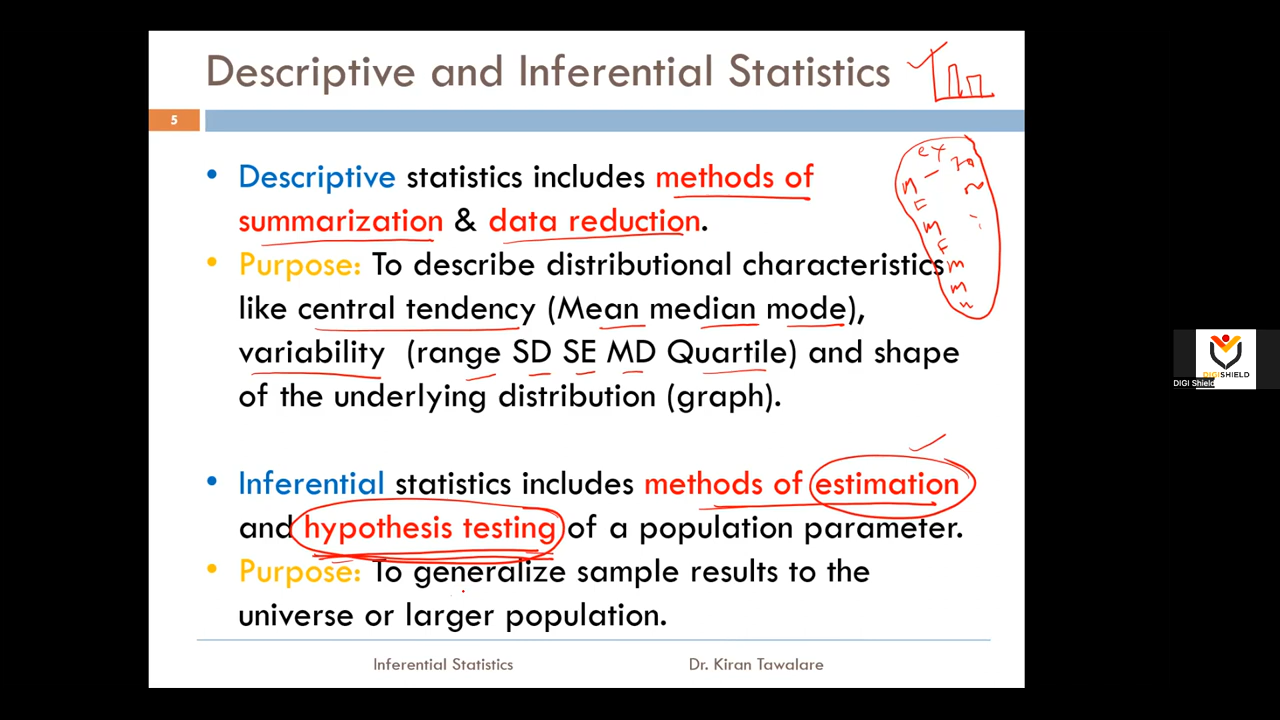 Descriptive and Inferential Statistics
5
• Descriptive statistics includes methods of
summarization & data reduction.
• Purpose: To describe distributional characteristics
like central tendency (Mean median mode),
variability (range SD SE MD Quartile) and shape
of the underlying distribution (graph).
• Inferential statistics includes methods of estimation
and hypothesis testing of a population parameter.
• Purpose: To generalize sample results to the
universe or larger population.
Inferential Statistics
Dr. Kiran Tawalare
DIGISHIELD
DIGI Shield